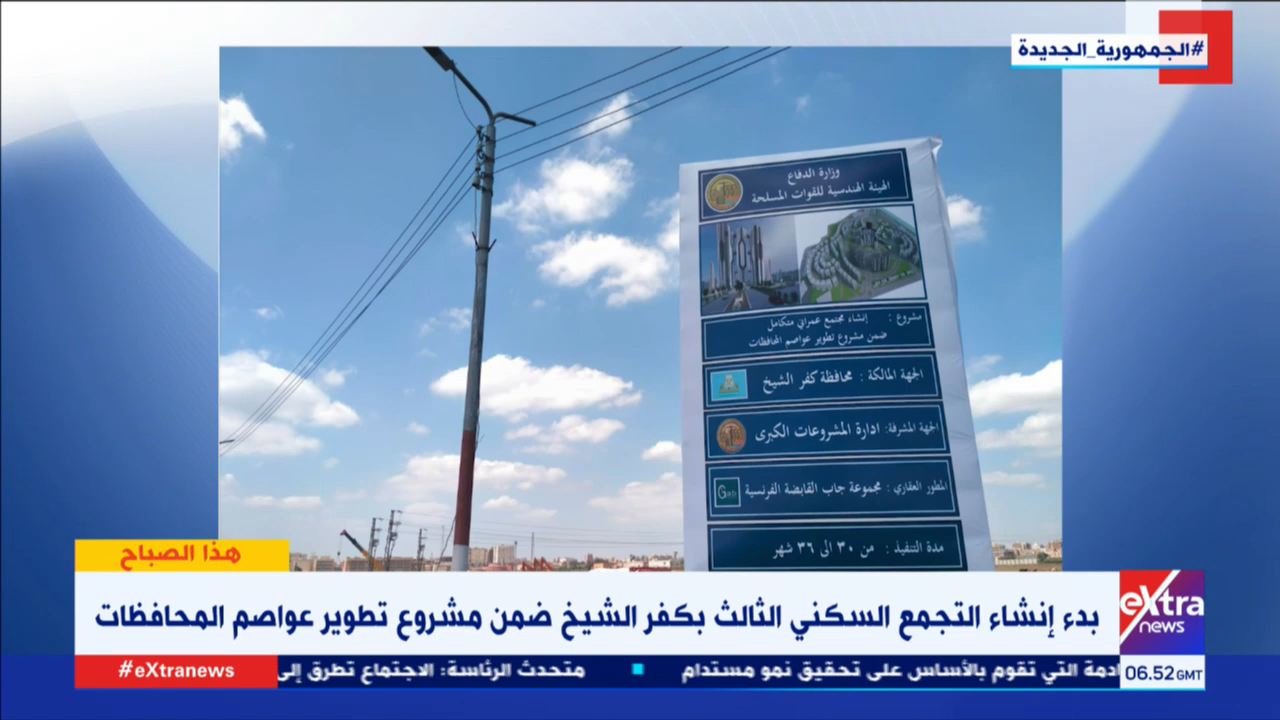 #الجمهورية_الجديدة
وزارة الدفاع
الهيئة الهندسية للقوات المسلحة
مشروع : إنشاء مجتمع عمراني متكامل
ضمن مشروع تطوير عواصم المحافظات
الجهة المالكة : محافظة كفر الشيخ
الجهة المشرفة: ادارة المشروعات الكبرى
المطور العقاري : مجموعة جاب القابضة الفرنسية
مدة التنفيذ : من ٣٠ الى ٣٦ شهر
هذا الصباح
بدء إنشاء التجمع السكني الثالث بكفر الشيخ ضمن مشروع تطوير عواصم المحافظات
eXtra
news
#eXtranews
ادمة التي تقوم بالأساس على تحقيق نمو مستدام ■ متحدث الرئاسة: الاجتماع تطرق إلى
06.52 GMT